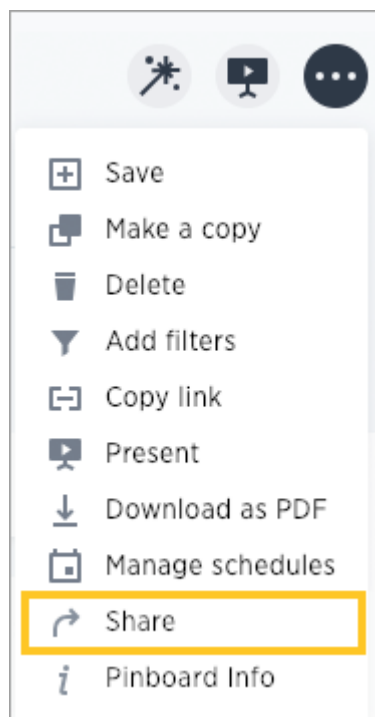 Save
Make a copy
Delete
Add filters
Copy link
Present
Download as PDF
Manage schedules
Share
Pinboard Info